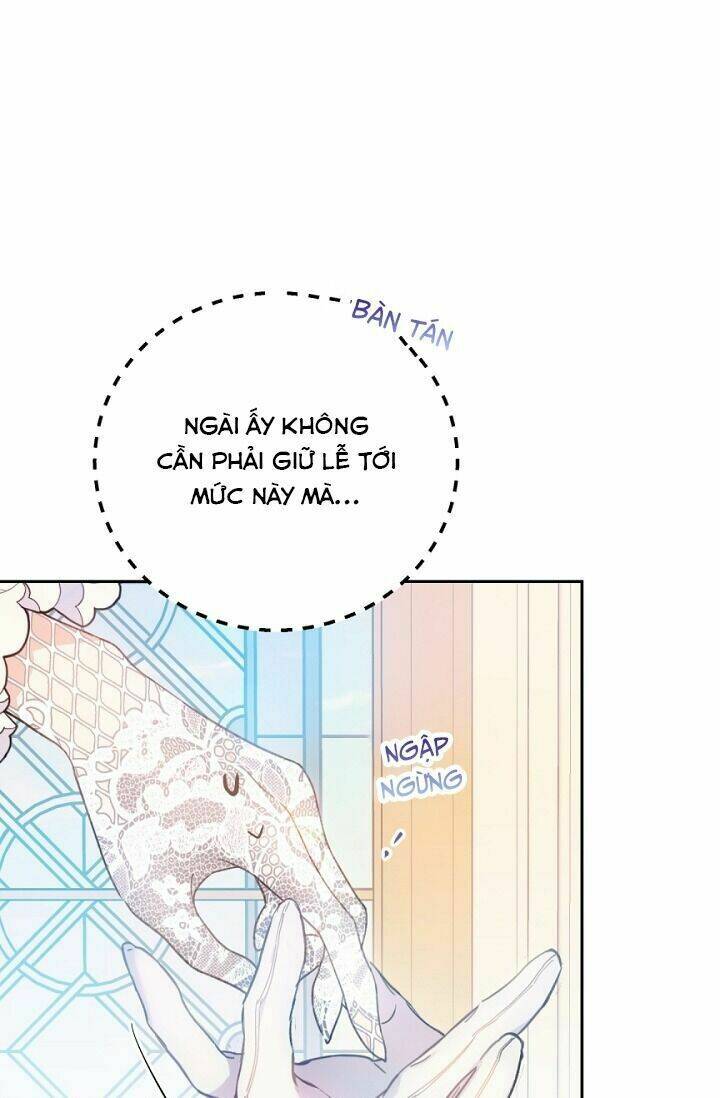 BÀN TÁN
NGÀI ẤY KHÔNG
CẦN PHẢI GIỮ LỄ TỚI
MỨC NÀY MÀ...
NGẬP
NGỪNG